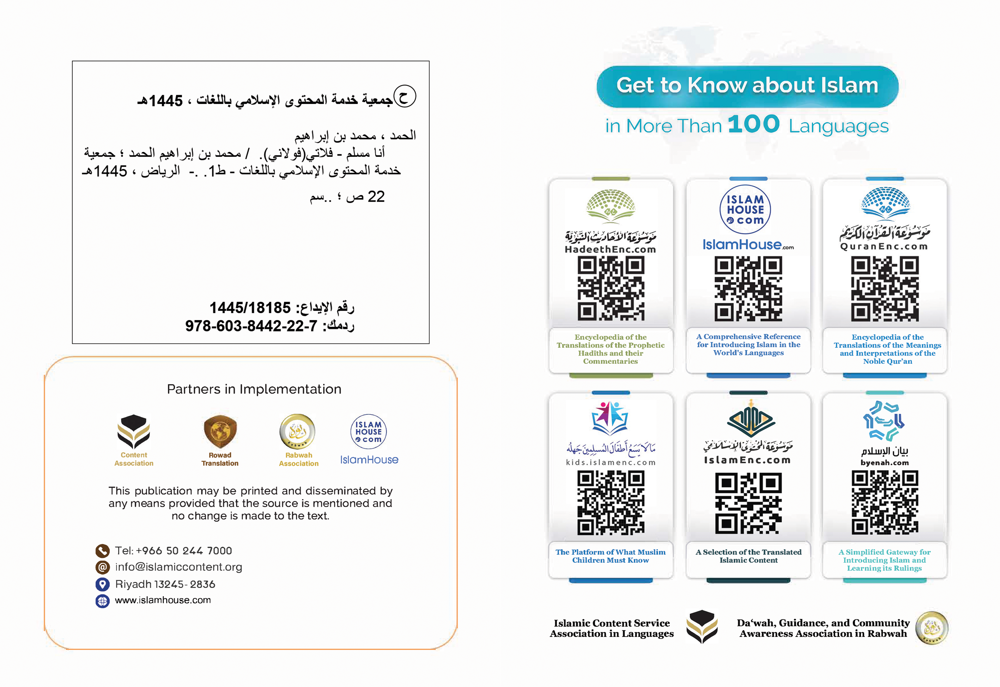 ح جمعية خدمة المحتوى الإسلامي باللغات ، 1445هـ
الحمد ، محمد بن إبراهيم
أنا مسلم - فلاتي(فولاني). / محمد بن إبراهيم الحمد ؛ جمعية
خدمة المحتوى الإسلامي باللغات - ط1. .- الرياض ، 1445هـ
22 ص ؛ ..سم
رقم الإيداع: 1445/18185
ردمك: 978-603-8442-22-7
Partners in Implementation
Content
Association
Rowad
Translation
رواد
Rabwah
Rabwah
Association
ISLAM
HOUSE
com
IslamHouse
This publication may be printed and disseminated by
any means provided that the source is mentioned and
no change is made to the text.
Tel: +966 50 244 7000
info@islamiccontent.org
Riyadh 13245- 2836
www.islamhouse.com
Get to Know about Islam
in More Than 100 Languages
موسوعة الأحاديث النبوية
HadeethEnc.com
Encyclopedia of the
Translations of the Prophetic
Hadīths and their
Commentaries
ISLAM
HOUSE
com
IslamHouse.com
A Comprehensive Reference
for Introducing Islam in the
World's Languages
موسوعة القرآن الكريم
QuranEnc.com
Encyclopedia of the
Translations of the Meanings
and Interpretations of the
Noble Qur’an
مَا لَا يَسَعُ أَطْفَالَ المُسلِمِينَ جَهلُه
kids.islamenc.com
The Platform of What Muslim
Children Must Know
موسوعة المحتوى الإسلامي
IslamEnc.com
A Selection of the Translated
Islamic Content
بيان الإسلام
byenah.com
A Simplified Gateway for
Introducing Islam and
Learning its Rulings
Islamic Content Service
Association in Languages
Da‘wah, Guidance, and Community
Awareness Association in Rabwah
Rabwah